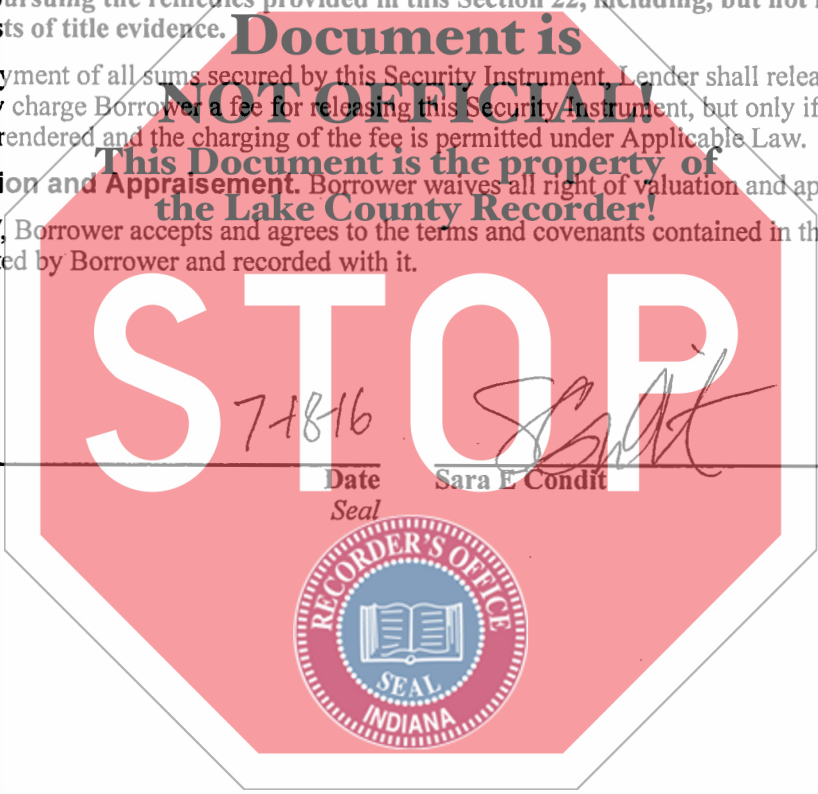 pursuing the remedies provided in this Section 22, including, but not
ts of title evidence.
Document is
yment of all sums secured by this Security Instrument, Lender shall relea
NOT OFFICIAL!
charge Borrower a fee for releasing this Security Instrument, but only if
rendered and the charging of the fee is permitted under Applicable Law.
This Document is the property of
ion and Appraisement. Borrower waives all right of valuation and ap
the Lake County Recorder!
, Borrower accepts and agrees to the terms and covenants contained in th
ed by Borrower and recorded with it.
STOP
7-18-16
Date
Sara E Condit
Seal
RECORDER'S OFFICE
SEAL
INDIANA